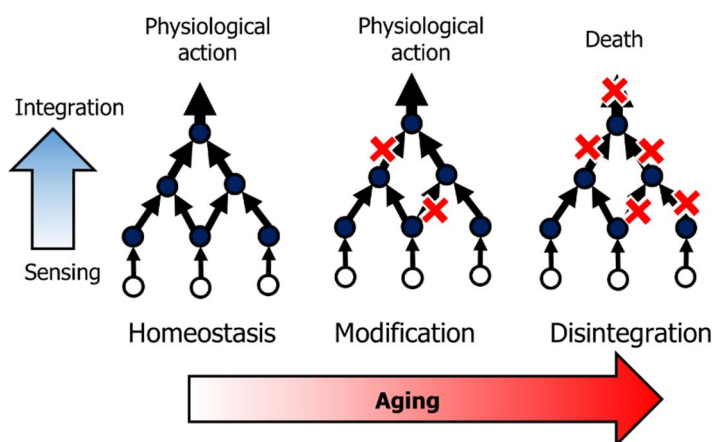 Physiological
action
Physiological
action
Death
Integration
Sensing
Homeostasis
Modification
Disintegration
Aging